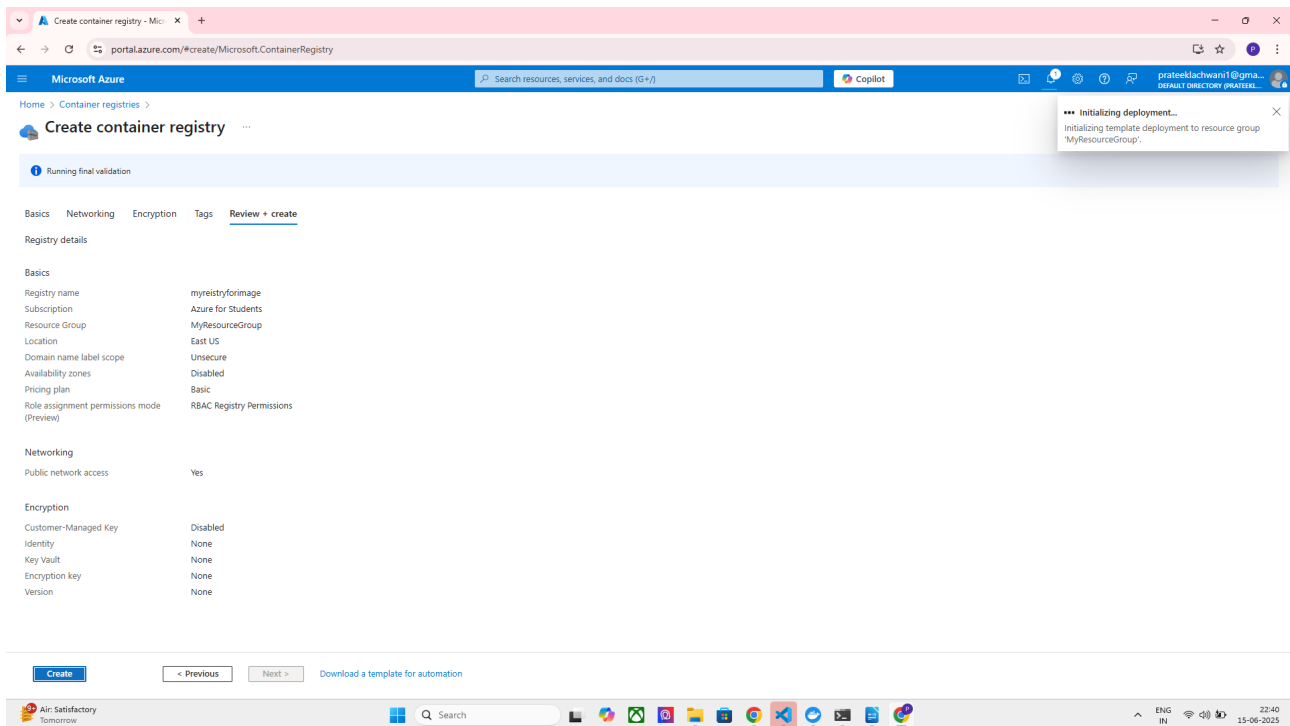 Create container registry - Micr
portal.azure.com/#create/Microsoft.ContainerRegistry
P
Microsoft Azure
Search resources, services, and docs (G+/)
Copilot
1
prateeklachwani1@gma...
DEFAULT DIRECTORY (PRATEEKL...
Home > Container registries >
Create container registry ...
Initializing deployment...
Initializing template deployment to resource group
'MyResourceGroup'.
Running final validation
Basics Networking Encryption Tags Review + create
Registry details
Basics
Registry name myreistryforimage
Subscription Azure for Students
Resource Group MyResourceGroup
Location East US
Domain name label scope Unsecure
Availability zones Disabled
Pricing plan Basic
Role assignment permissions mode RBAC Registry Permissions
(Preview)
Networking
Public network access Yes
Encryption
Customer-Managed Key Disabled
Identity None
Key Vault None
Encryption key None
Version None
Create < Previous Next > Download a template for automation
9+ Air: Satisfactory
Tomorrow
Search
P
ENG
IN
22:40
15-06-2025